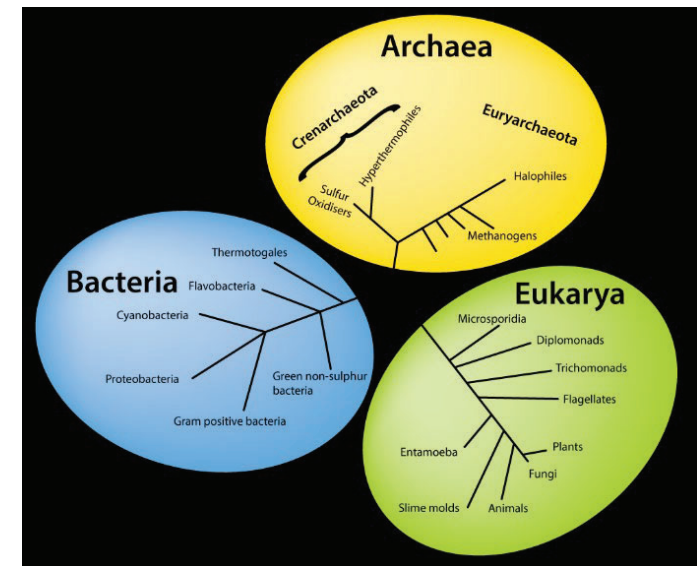 Archaea
Crenarchaeota
Hyperthermophiles
Euryarchaeota
Sulfur
Oxidisers
Halophiles
Methanogens
Bacteria
Thermotogales
Flavobacteria
Cyanobacteria
Proteobacteria
Green non-sulphur
bacteria
Gram positive bacteria
Eukarya
Microsporidia
Diplomonads
Trichomonads
Flagellates
Entamoeba
Plants
Fungi
Slime molds
Animals